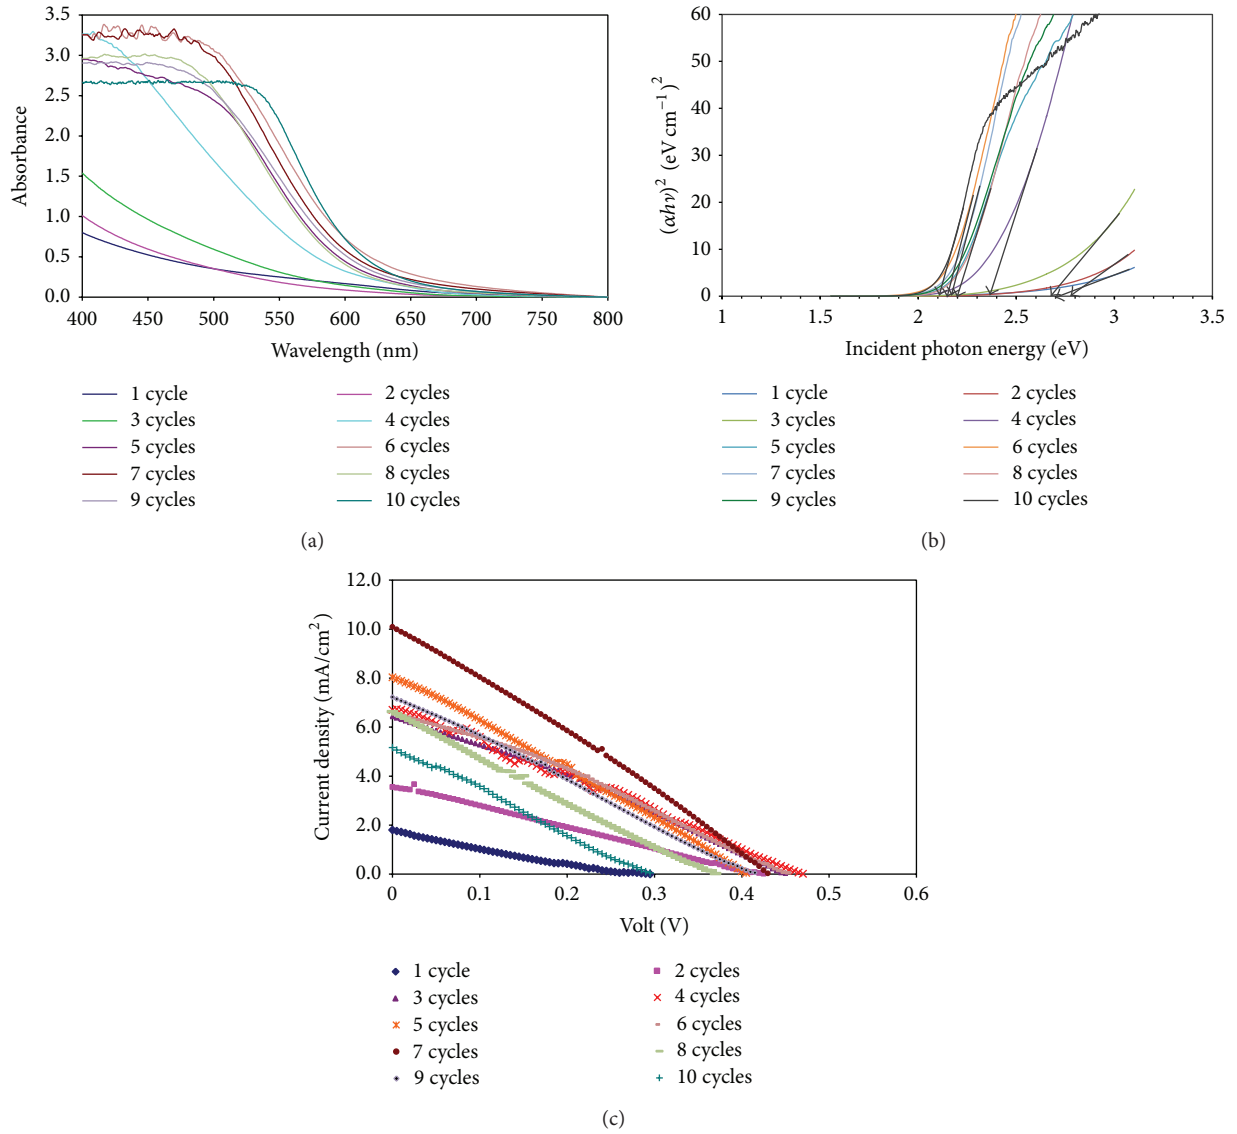 3.5
3.0
2.5
2.0
1.5
1.0
0.5
0.0
Absorbance
400 450 500 550 600 650 700 750 800
Wavelength (nm)
1 cycle 2 cycles
3 cycles 4 cycles
5 cycles 6 cycles
7 cycles 8 cycles
9 cycles 10 cycles
(a)
60
50
40
30
20
10
0
(αhν)² (eV cm⁻¹)²
1 1.5 2 2.5 3 3.5
Incident photon energy (eV)
1 cycle 2 cycles
3 cycles 4 cycles
5 cycles 6 cycles
7 cycles 8 cycles
9 cycles 10 cycles
(b)
12.0
10.0
8.0
6.0
4.0
2.0
0.0
Current density (mA/cm²)
0 0.1 0.2 0.3 0.4 0.5 0.6
Volt (V)
1 cycle 2 cycles
3 cycles 4 cycles
5 cycles 6 cycles
7 cycles 8 cycles
9 cycles 10 cycles
(c)